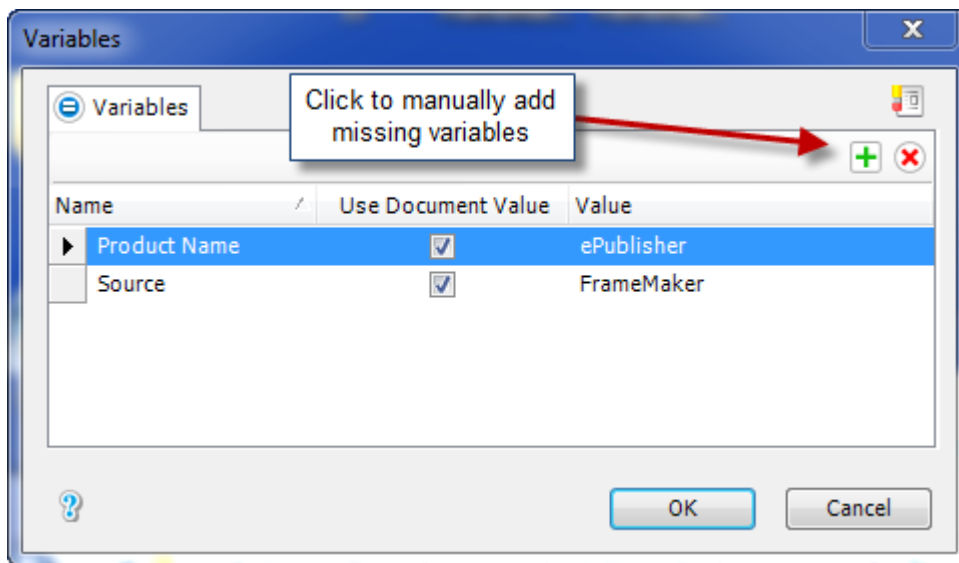 Variables
Variables
Click to manually add
missing variables
Name Use Document Value Value
Product Name ePublisher
Source FrameMaker
OK Cancel